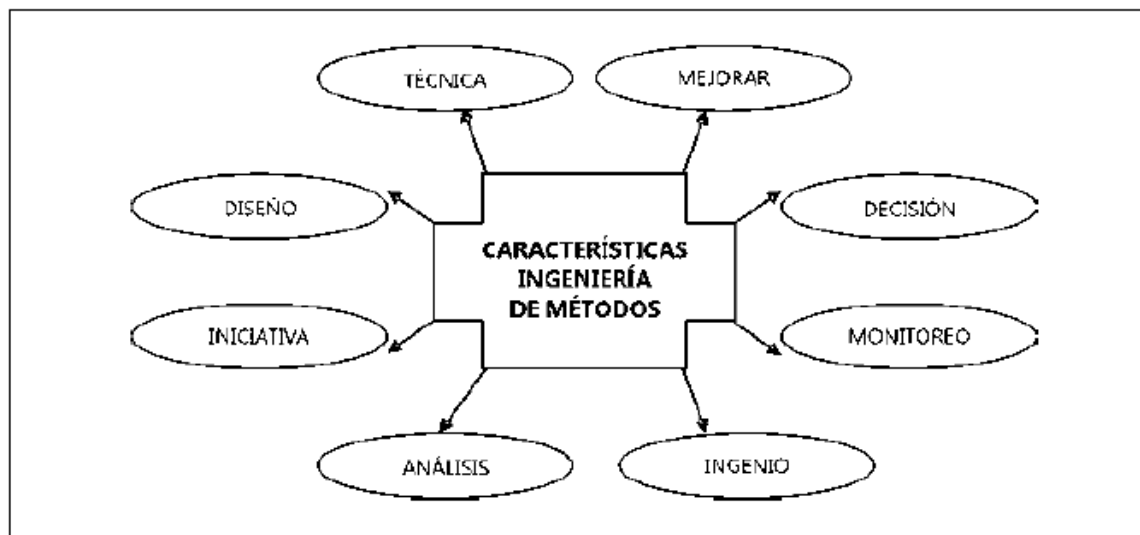 TÉCNICA
MEJORAR
DISEÑO
DECISIÓN
CARACTERÍSTICAS
INGENIERÍA
DE MÉTODOS
INICIATIVA
MONITOREO
ANÁLISIS
INGENIO